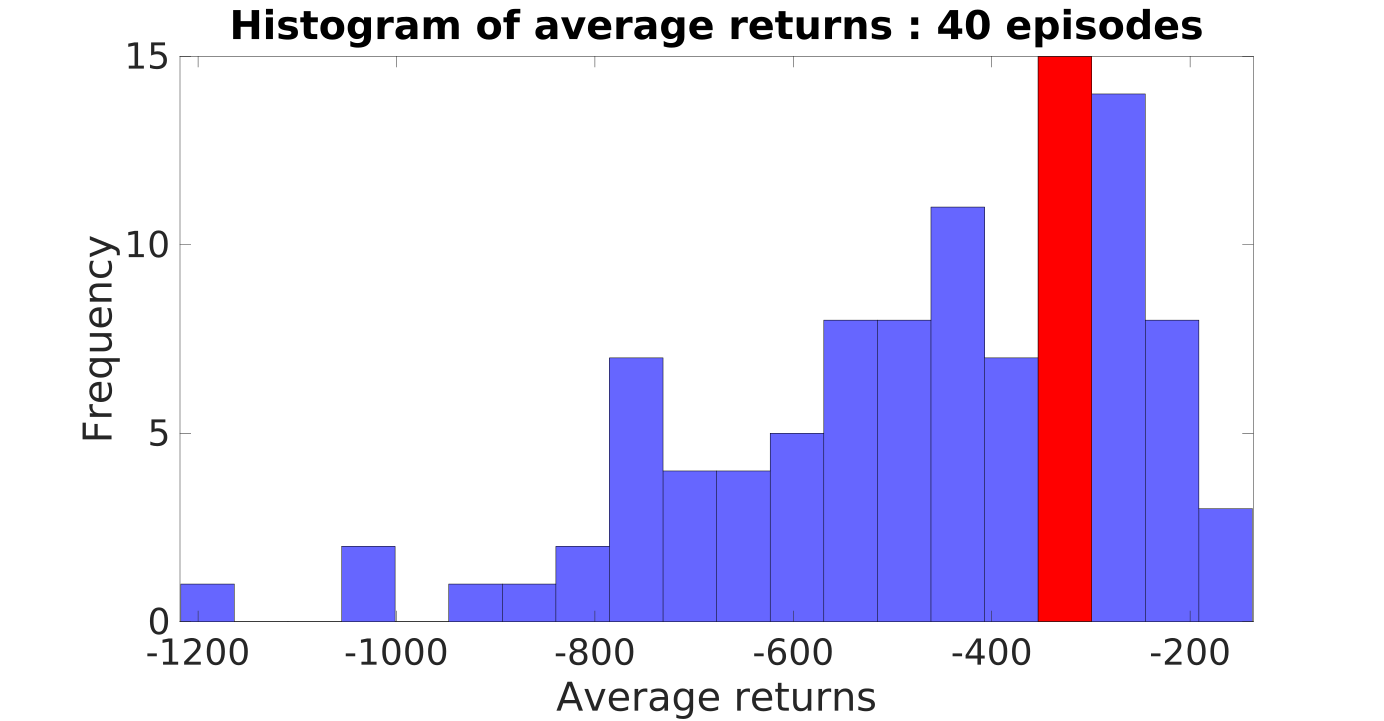 Histogram of average returns : 40 episodes
15
10
5
0
Frequency
-1200 -1000 -800 -600 -400 -200
Average returns